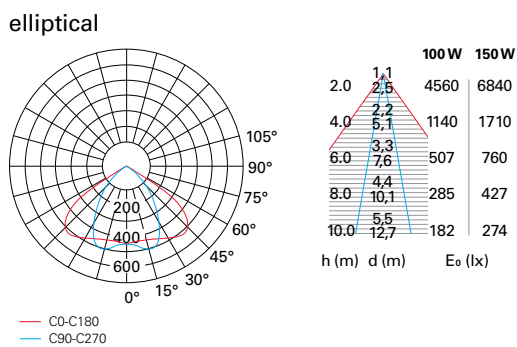 elliptical
100 W 150 W
1,1
2.0 2,5 4560 6840
2,2
4.0 5,1 1140 1710
3,3
6.0 7,6 507 760
4,4
8.0 10,1 285 427
5,5
10.0 12,7 182 274
h (m) d (m) E₀ (lx)
105°
90°
75°
60°
45°
30°
15°
0°
200
400
600
C0-C180
C90-C270